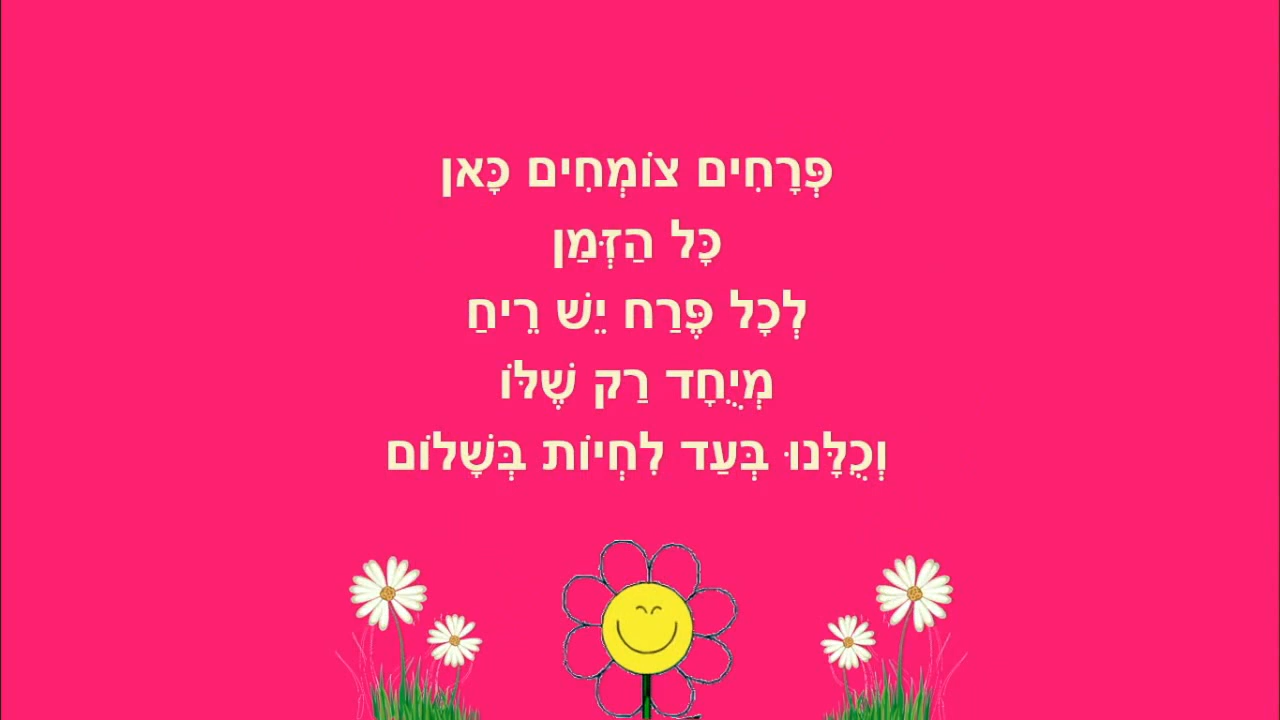 פְּרָחִים צוֹמְחִים כָּאן
כָּל הַזְּמַן
לְכָל פֶּרַח יֵשׁ רֵיחַ
מְיֻחָד רַק שֶׁלּוֹ
וְכֻלָּנוּ בְּעַד לִחְיוֹת בְּשָׁלוֹם